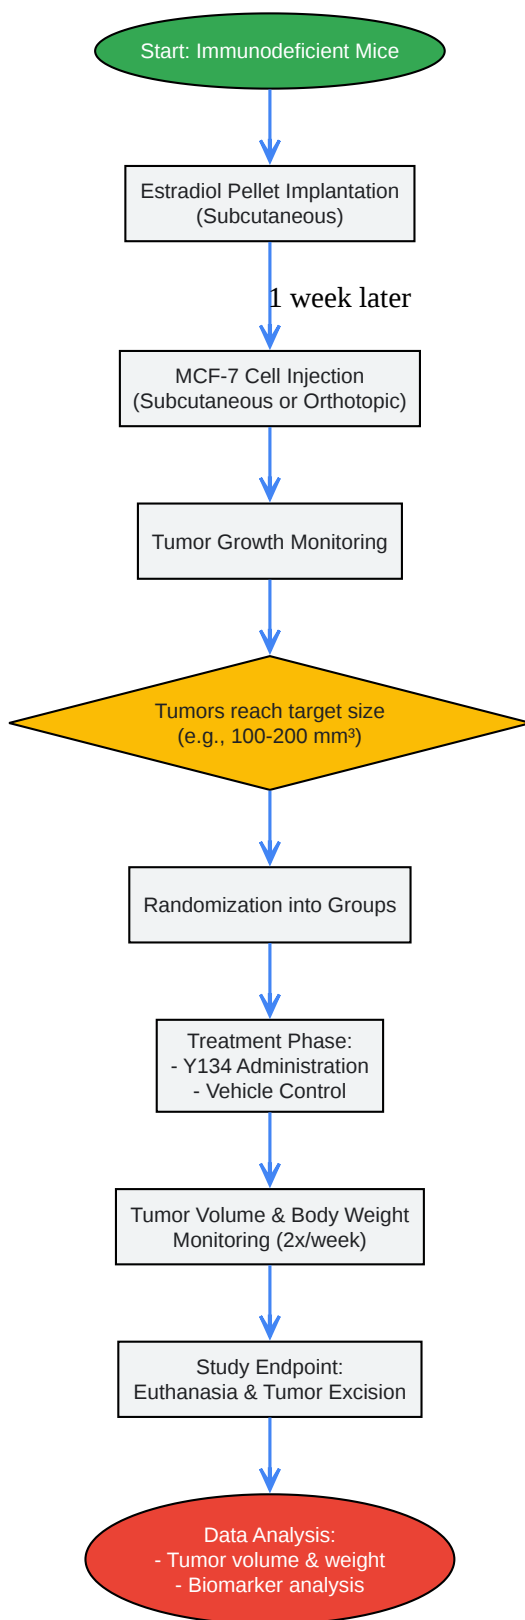 Start: Immunodeficient Mice
Estradiol Pellet Implantation
(Subcutaneous)
1 week later
MCF-7 Cell Injection
(Subcutaneous or Orthotopic)
Tumor Growth Monitoring
Tumors reach target size
(e.g., 100-200 mm³)
Randomization into Groups
Treatment Phase:
- Y134 Administration
- Vehicle Control
Tumor Volume & Body Weight
Monitoring (2x/week)
Study Endpoint:
Euthanasia & Tumor Excision
Data Analysis:
- Tumor volume & weight
- Biomarker analysis